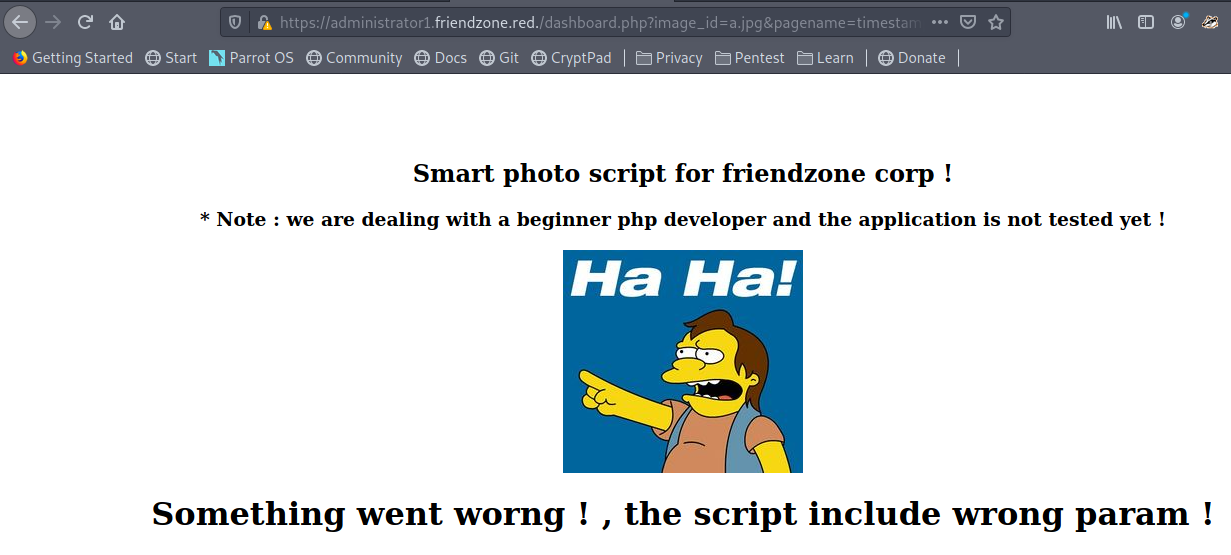 https://administrator1.friendzone.red./dashboard.php?image_id=a.jpg&pagename=timestam
Getting Started Start Parrot OS Community Docs Git CryptPad Privacy Pentest Learn Donate
Smart photo script for friendzone corp !
* Note : we are dealing with a beginner php developer and the application is not tested yet !
Ha Ha!
Something went worng ! , the script include wrong param !